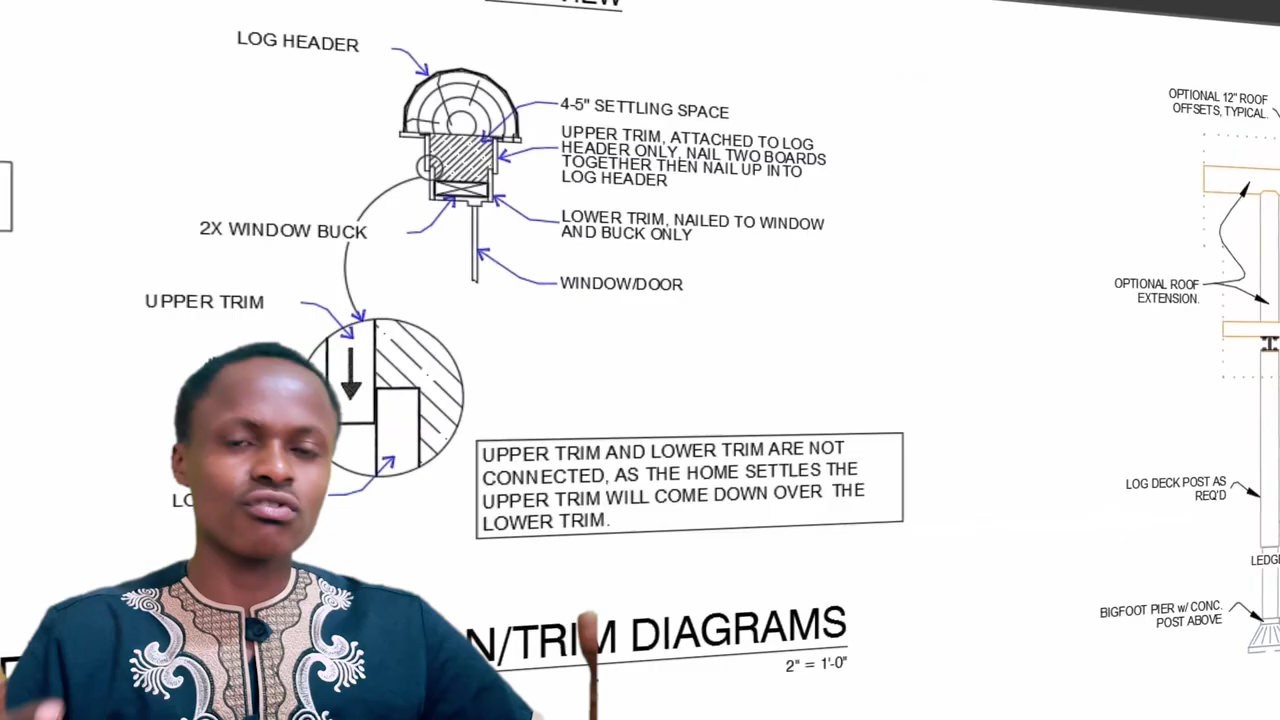 LOG HEADER
4-5" SETTLING SPACE
UPPER TRIM, ATTACHED TO LOG
HEADER ONLY, NAIL TWO BOARDS
TOGETHER THEN NAIL UP INTO
LOG HEADER
2X WINDOW BUCK
LOWER TRIM, NAILED TO WINDOW
AND BUCK ONLY
WINDOW/DOOR
UPPER TRIM
UPPER TRIM AND LOWER TRIM ARE NOT
CONNECTED, AS THE HOME SETTLES THE
UPPER TRIM WILL COME DOWN OVER THE
LOWER TRIM.
N/TRIM DIAGRAMS
2" = 1'-0"
OPTIONAL 12" ROOF
OFFSETS, TYPICAL.
OPTIONAL ROOF
EXTENSION.
LOG DECK POST AS
REQ'D
BIGFOOT PIER w/ CONC.
POST ABOVE